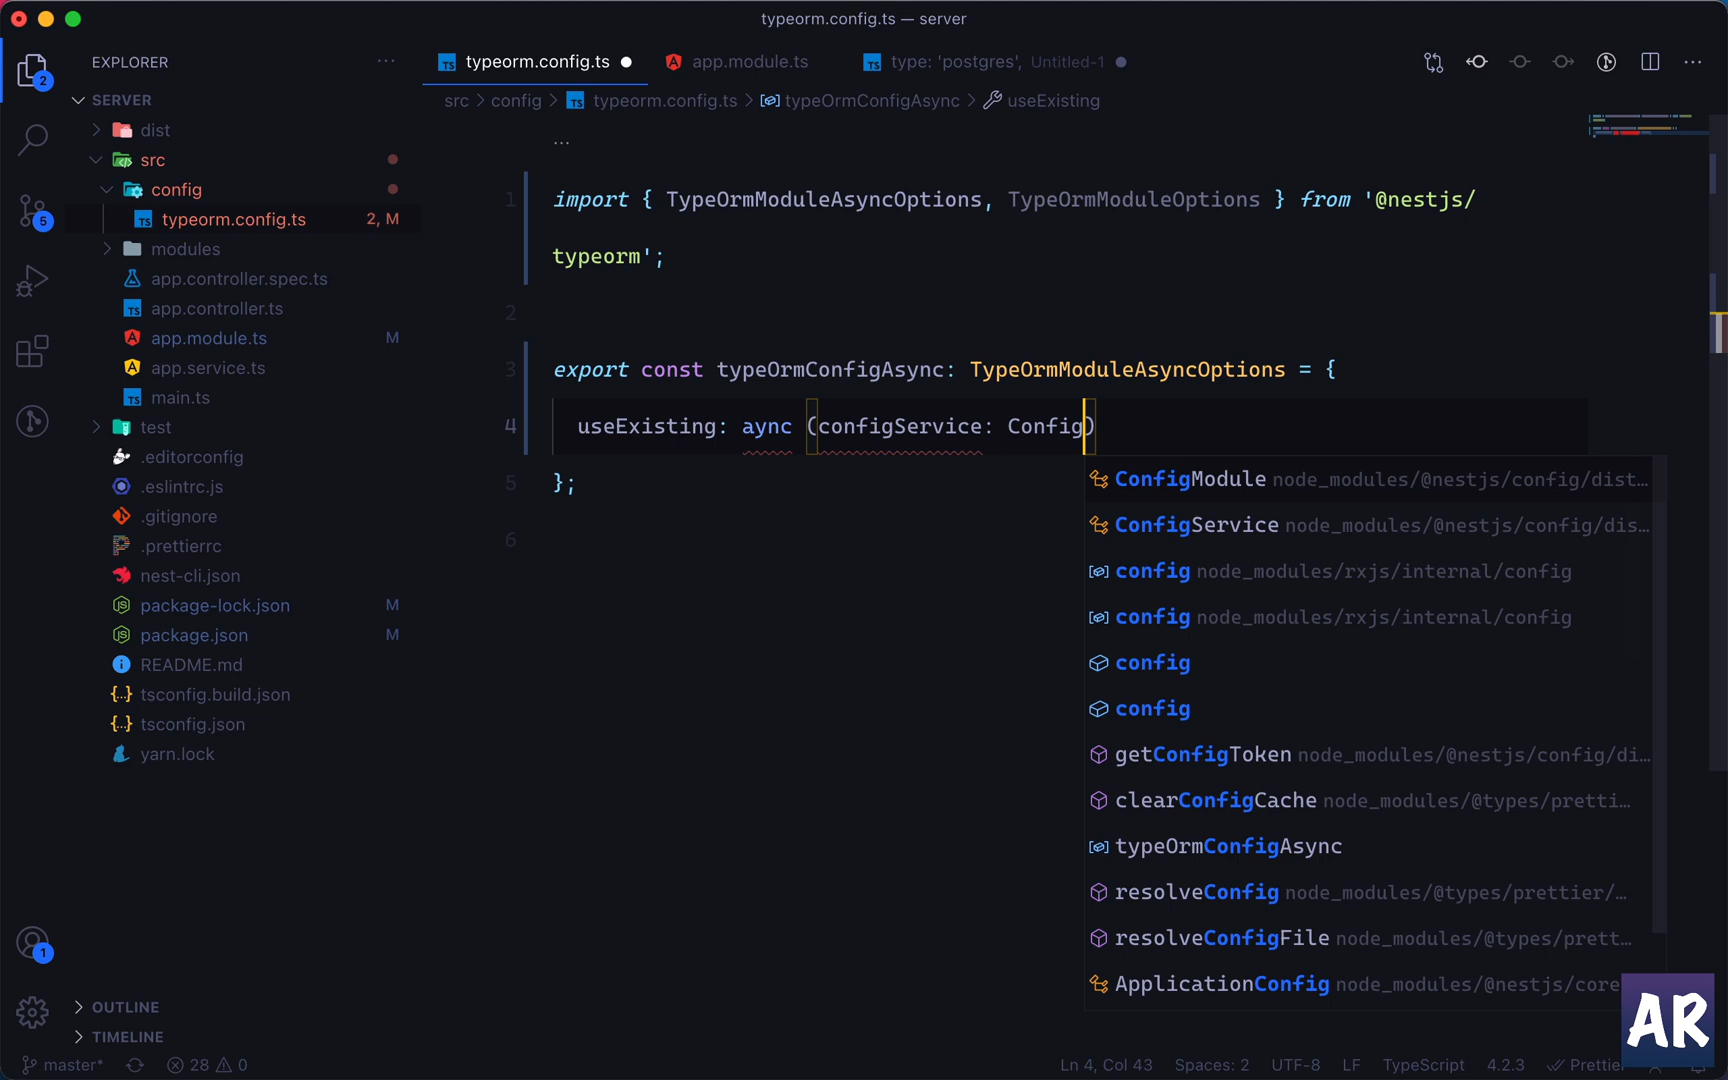 typeorm.config.ts — server
EXPLORER
typeorm.config.ts
app.module.ts
type: 'postgres', Untitled-1
2
SERVER
src > config > typeorm.config.ts > typeOrmConfigAsync > useExisting
dist
src
config
typeorm.config.ts 2, M
modules
app.controller.spec.ts
app.controller.ts
app.module.ts M
app.service.ts
main.ts
test
.editorconfig
.eslintrc.js
.gitignore
.prettierrc
nest-cli.json
package-lock.json M
package.json M
README.md
tsconfig.build.json
tsconfig.json
yarn.lock
5
1
OUTLINE
TIMELINE
...
1 import { TypeOrmModuleAsyncOptions, TypeOrmModuleOptions } from '@nestjs/
typeorm';
2
3 export const typeOrmConfigAsync: TypeOrmModuleAsyncOptions = {
4 useExisting: aync (configService: Config)
5 };
6
ConfigModule node_modules/@nestjs/config/dist…
ConfigService node_modules/@nestjs/config/dis…
config node_modules/rxjs/internal/config
config node_modules/rxjs/internal/config
config
config
getConfigToken node_modules/@nestjs/config/di…
clearConfigCache node_modules/@types/pretti…
typeOrmConfigAsync
resolveConfig node_modules/@types/prettier/…
resolveConfigFile node_modules/@types/prett…
ApplicationConfig node_modules/@nestjs/core
AR
master* 28 0
Ln 4, Col 43 Spaces: 2 UTF-8 LF TypeScript 4.2.3 Prettier